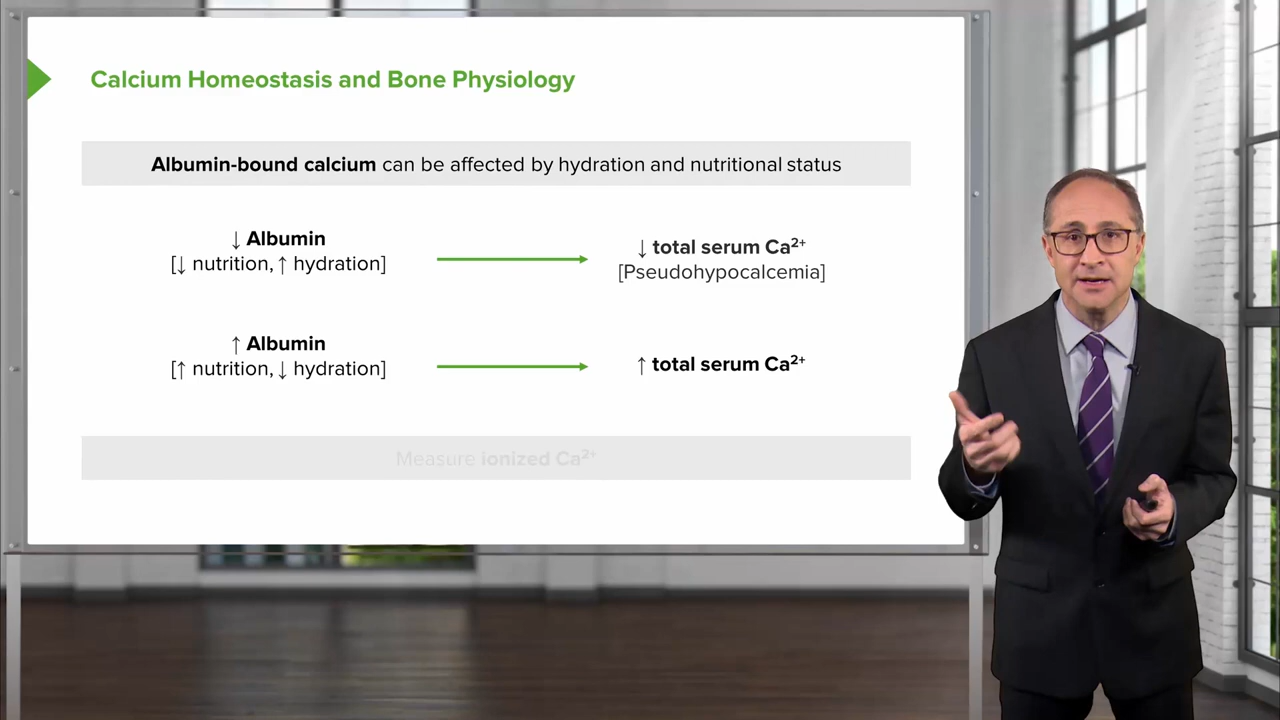 Calcium Homeostasis and Bone Physiology
Albumin-bound calcium can be affected by hydration and nutritional status
↓ Albumin
[↓ nutrition, ↑ hydration]
↓ total serum Ca²⁺
[Pseudohypocalcemia]
↑ Albumin
[↑ nutrition, ↓ hydration]
↑ total serum Ca²⁺
Measure ionized Ca²⁺